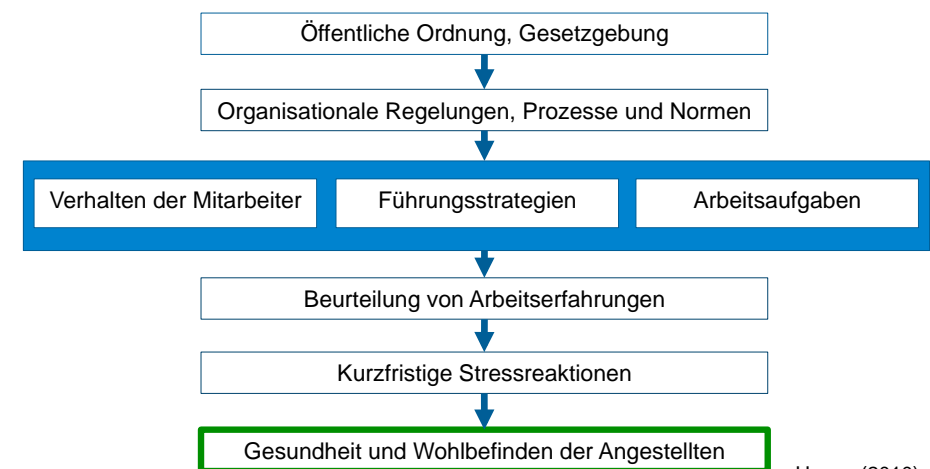 Öffentliche Ordnung, Gesetzgebung
Organisationale Regelungen, Prozesse und Normen
Verhalten der Mitarbeiter Führungsstrategien Arbeitsaufgaben
Beurteilung von Arbeitserfahrungen
Kurzfristige Stressreaktionen
Gesundheit und Wohlbefinden der Angestellten